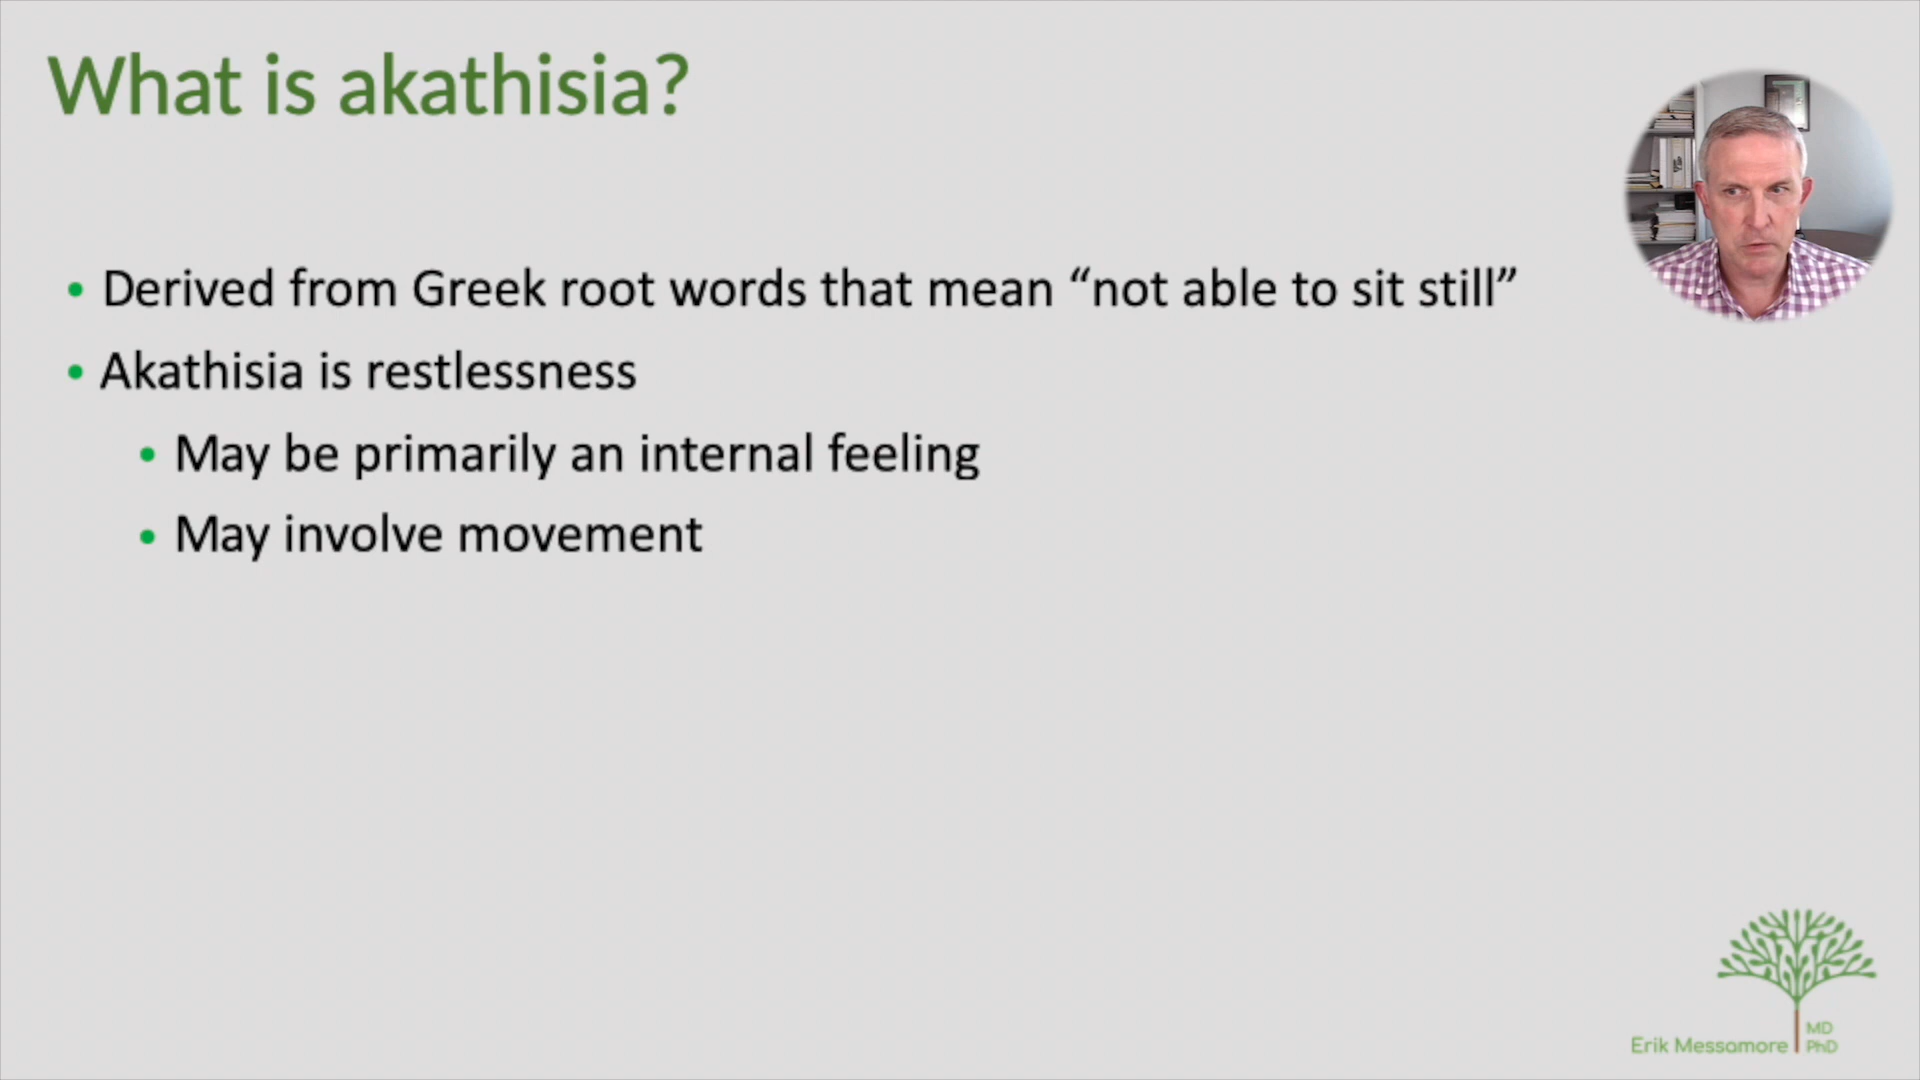 What is akathisia?
• Derived from Greek root words that mean “not able to sit still”
• Akathisia is restlessness
• May be primarily an internal feeling
• May involve movement
Erik Messamore
MD
PhD